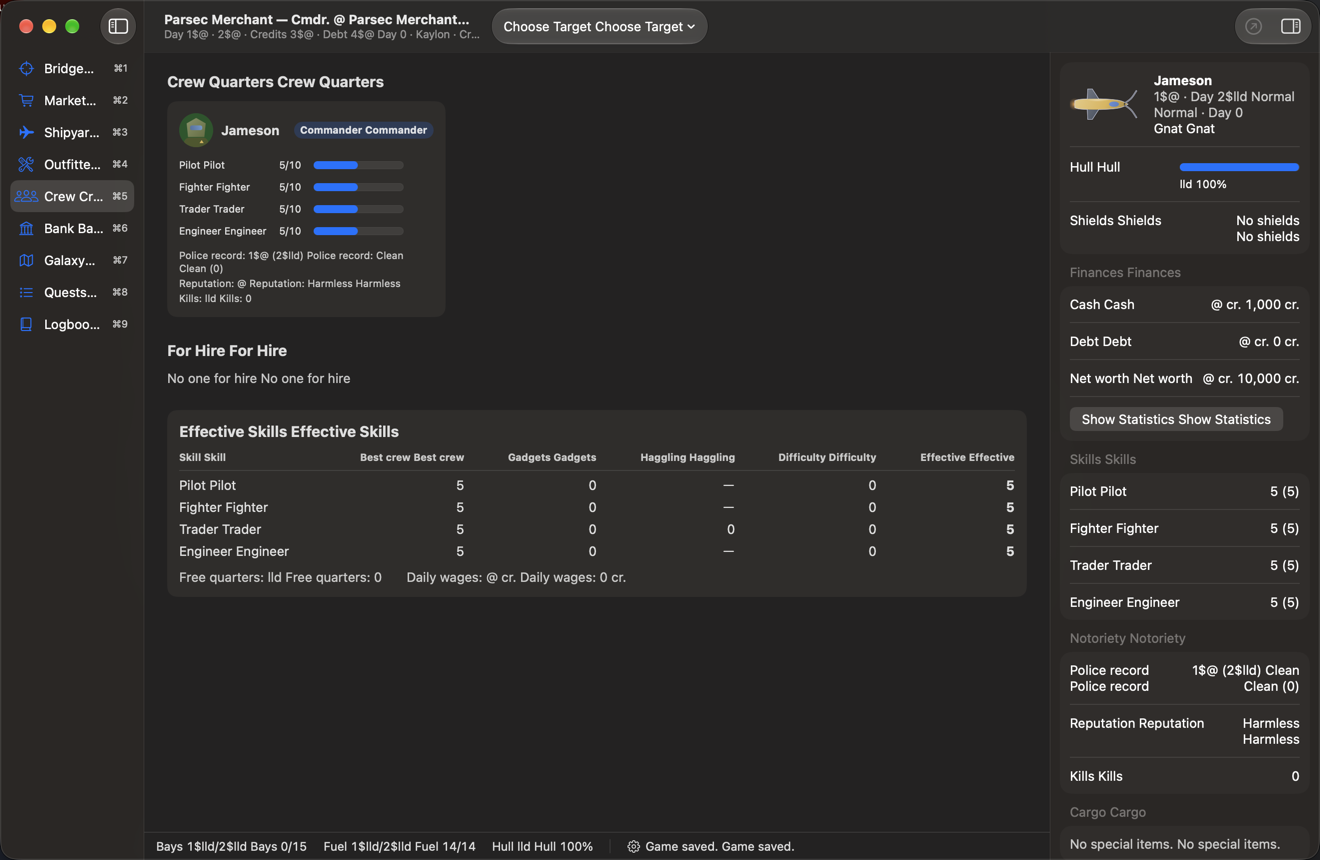 Parsec Merchant — Cmdr. @ Parsec Merchant...
Day 1$@ · 2$@ · Credits 3$@ · Debt 4$@ Day 0 · Kaylon · Cr...
Choose Target Choose Target
Bridge... ⌘1
Market... ⌘2
Shipyar... ⌘3
Outfitte... ⌘4
Crew Cr... ⌘5
Bank Ba... ⌘6
Galaxy... ⌘7
Quests... ⌘8
Logboo... ⌘9
Crew Quarters Crew Quarters
Jameson Commander Commander
Pilot Pilot 5/10
Fighter Fighter 5/10
Trader Trader 5/10
Engineer Engineer 5/10
Police record: 1$@ (2$lld) Police record: Clean
Clean (0)
Reputation: @ Reputation: Harmless Harmless
Kills: lld Kills: 0
For Hire For Hire
No one for hire No one for hire
Effective Skills Effective Skills
Skill Skill Best crew Best crew Gadgets Gadgets Haggling Haggling Difficulty Difficulty Effective Effective
Pilot Pilot 5 0 — 0 5
Fighter Fighter 5 0 — 0 5
Trader Trader 5 0 0 0 5
Engineer Engineer 5 0 — 0 5
Free quarters: lld Free quarters: 0 Daily wages: @ cr. Daily wages: 0 cr.
Bays 1$lld/2$lld Bays 0/15 Fuel 1$lld/2$lld Fuel 14/14 Hull lld Hull 100% Game saved. Game saved.
Jameson
1$@ · Day 2$lld Normal
Normal · Day 0
Gnat Gnat
Hull Hull
lld 100%
Shields Shields No shields
No shields
Finances Finances
Cash Cash @ cr. 1,000 cr.
Debt Debt @ cr. 0 cr.
Net worth Net worth @ cr. 10,000 cr.
Show Statistics Show Statistics
Skills Skills
Pilot Pilot 5 (5)
Fighter Fighter 5 (5)
Trader Trader 5 (5)
Engineer Engineer 5 (5)
Notoriety Notoriety
Police record 1$@ (2$lld) Clean
Police record Clean (0)
Reputation Reputation Harmless
Harmless
Kills Kills 0
Cargo Cargo
No special items. No special items.